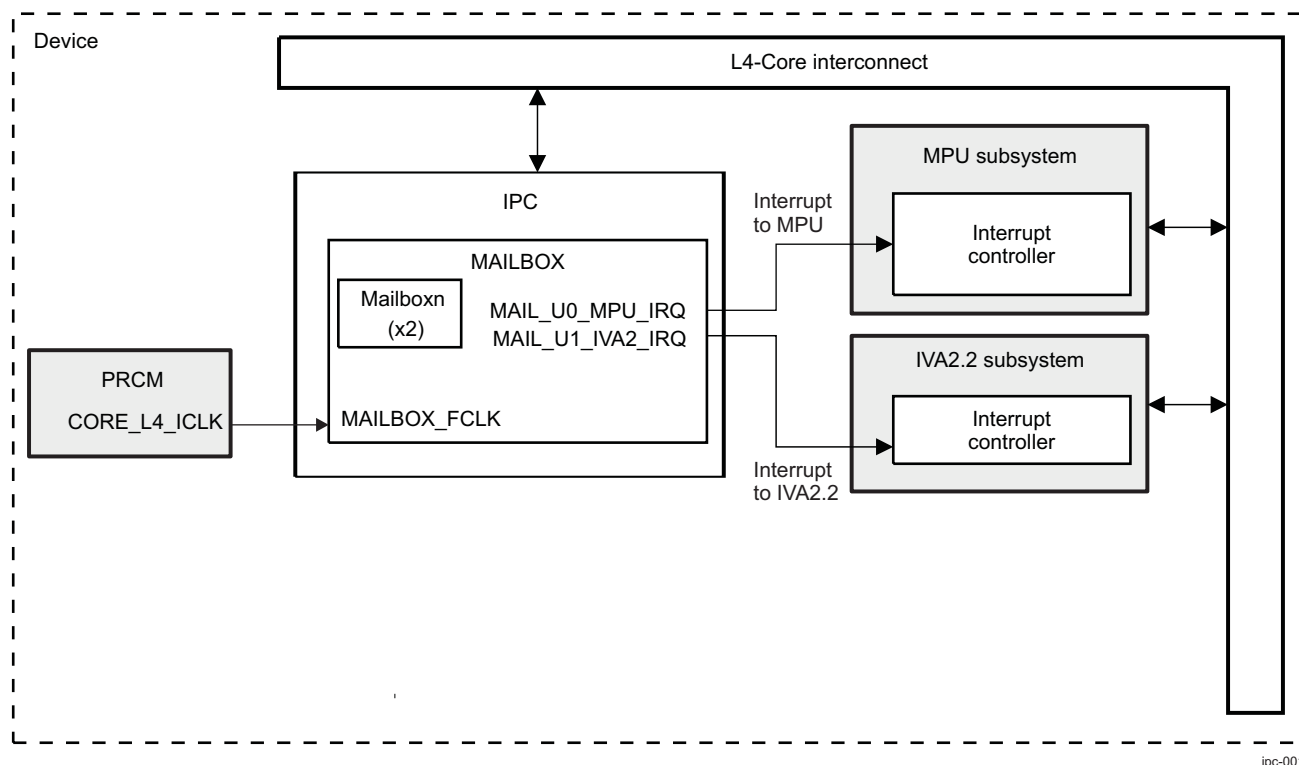 Device
L4-Core interconnect
MPU subsystem
Interrupt
controller
IPC
Interrupt
to MPU
MAILBOX
Mailboxn
(x2)
MAIL_U0_MPU_IRQ
MAIL_U1_IVA2_IRQ
MAILBOX_FCLK
PRCM
CORE_L4_ICLK
IVA2.2 subsystem
Interrupt
controller
Interrupt
to IVA2.2